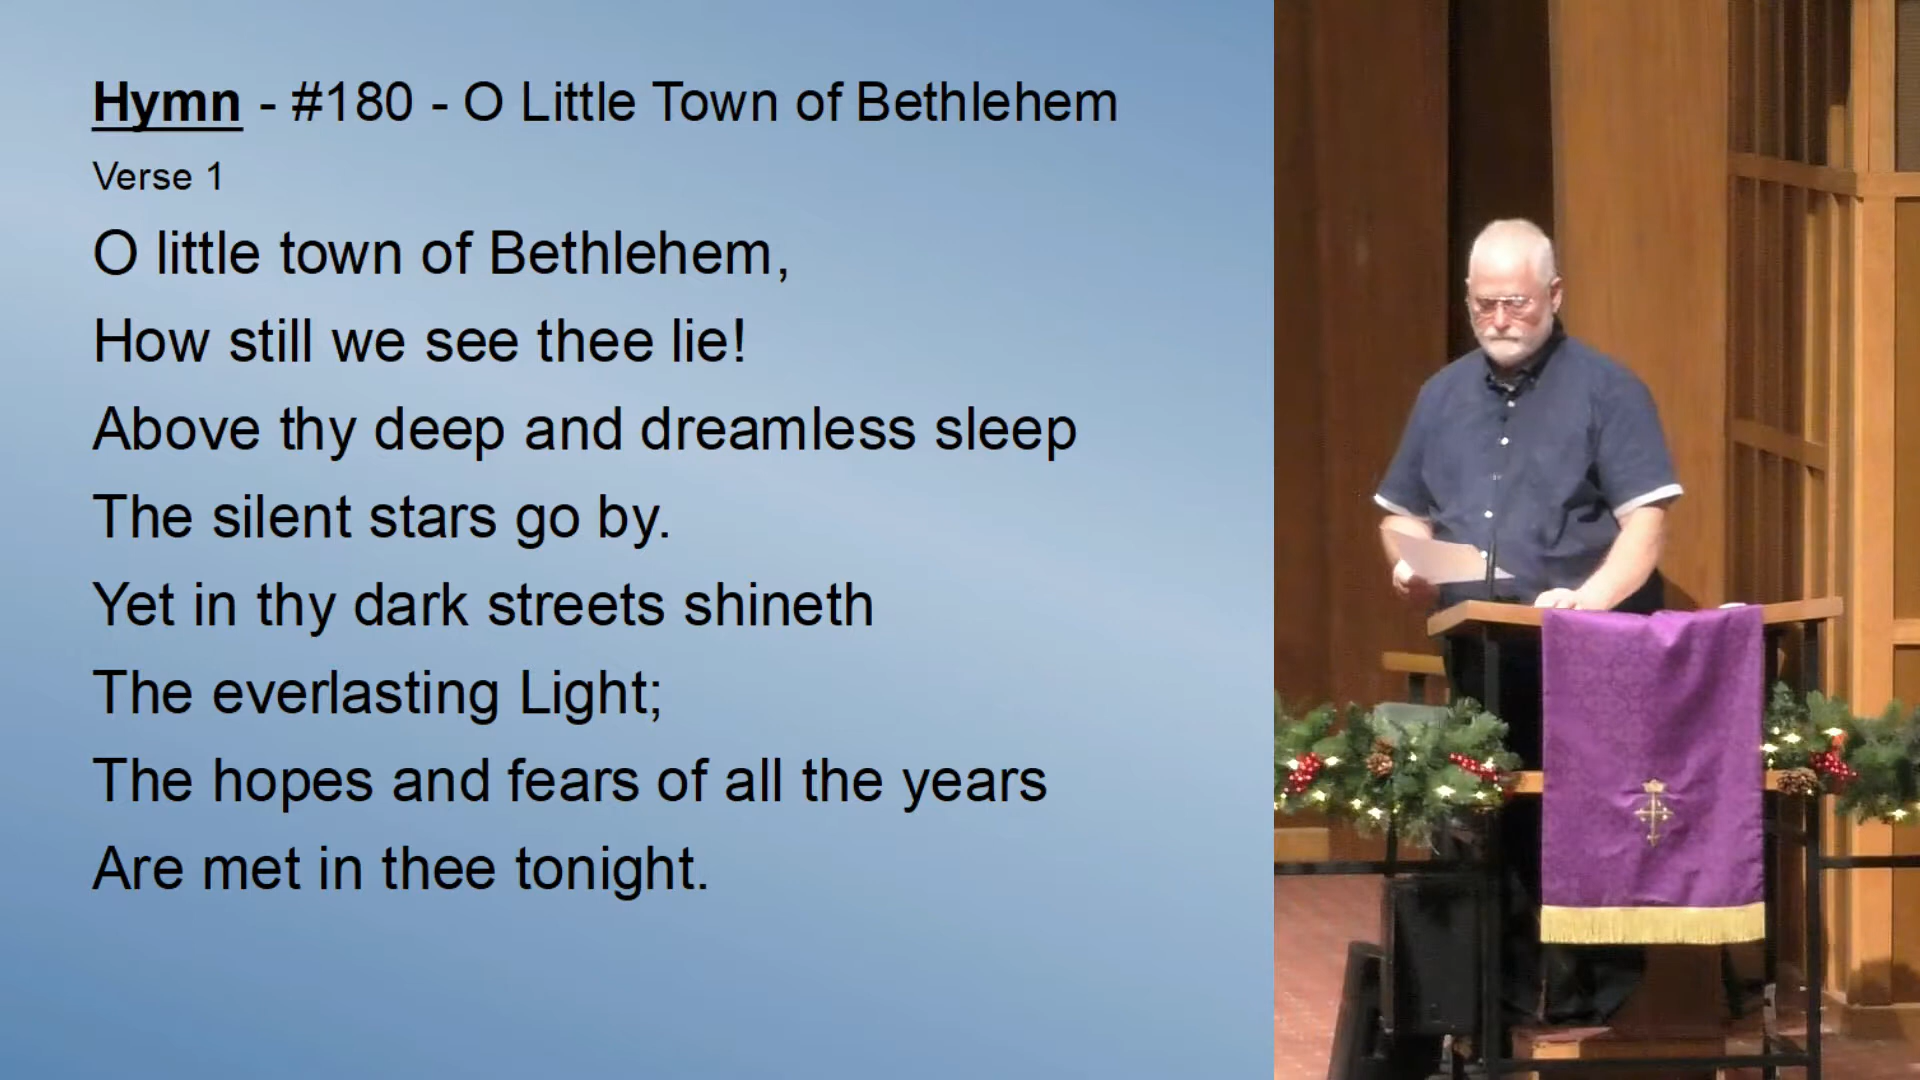 Hymn - #180 - O Little Town of Bethlehem
Verse 1
O little town of Bethlehem,
How still we see thee lie!
Above thy deep and dreamless sleep
The silent stars go by.
Yet in thy dark streets shineth
The everlasting Light;
The hopes and fears of all the years
Are met in thee tonight.